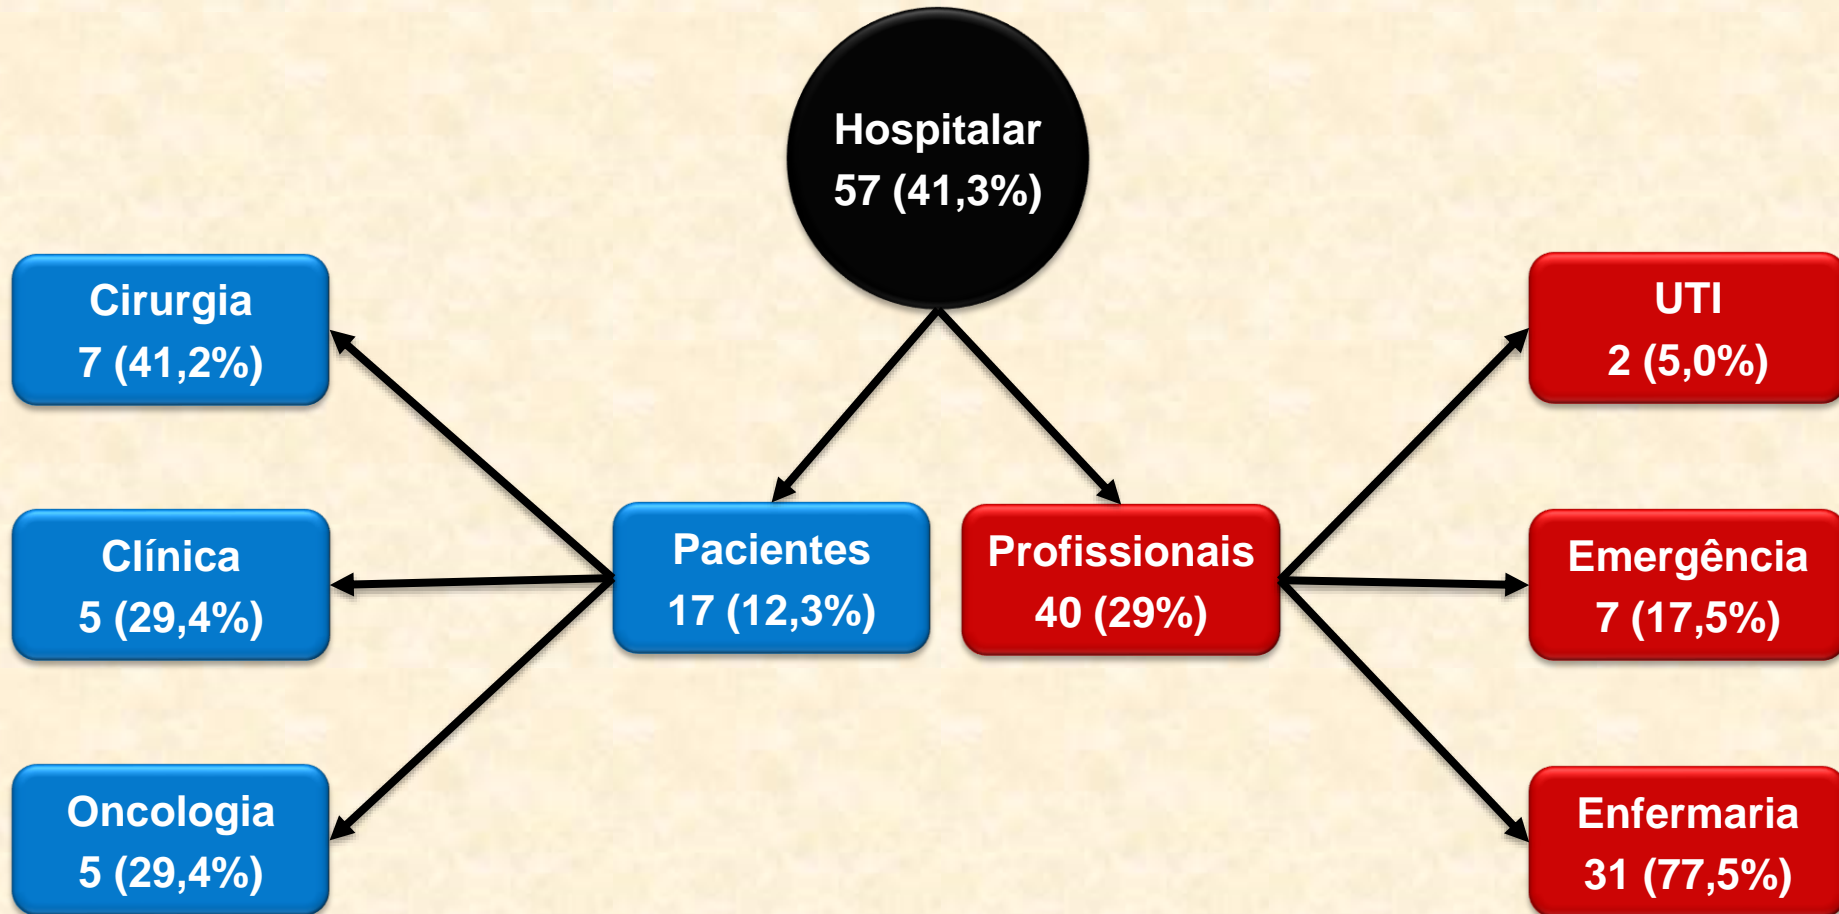 Hospitalar
57 (41,3%)
Cirurgia
7 (41,2%)
UTI
2 (5,0%)
Clínica
5 (29,4%)
Pacientes
17 (12,3%)
Profissionais
40 (29%)
Emergência
7 (17,5%)
Oncologia
5 (29,4%)
Enfermaria
31 (77,5%)